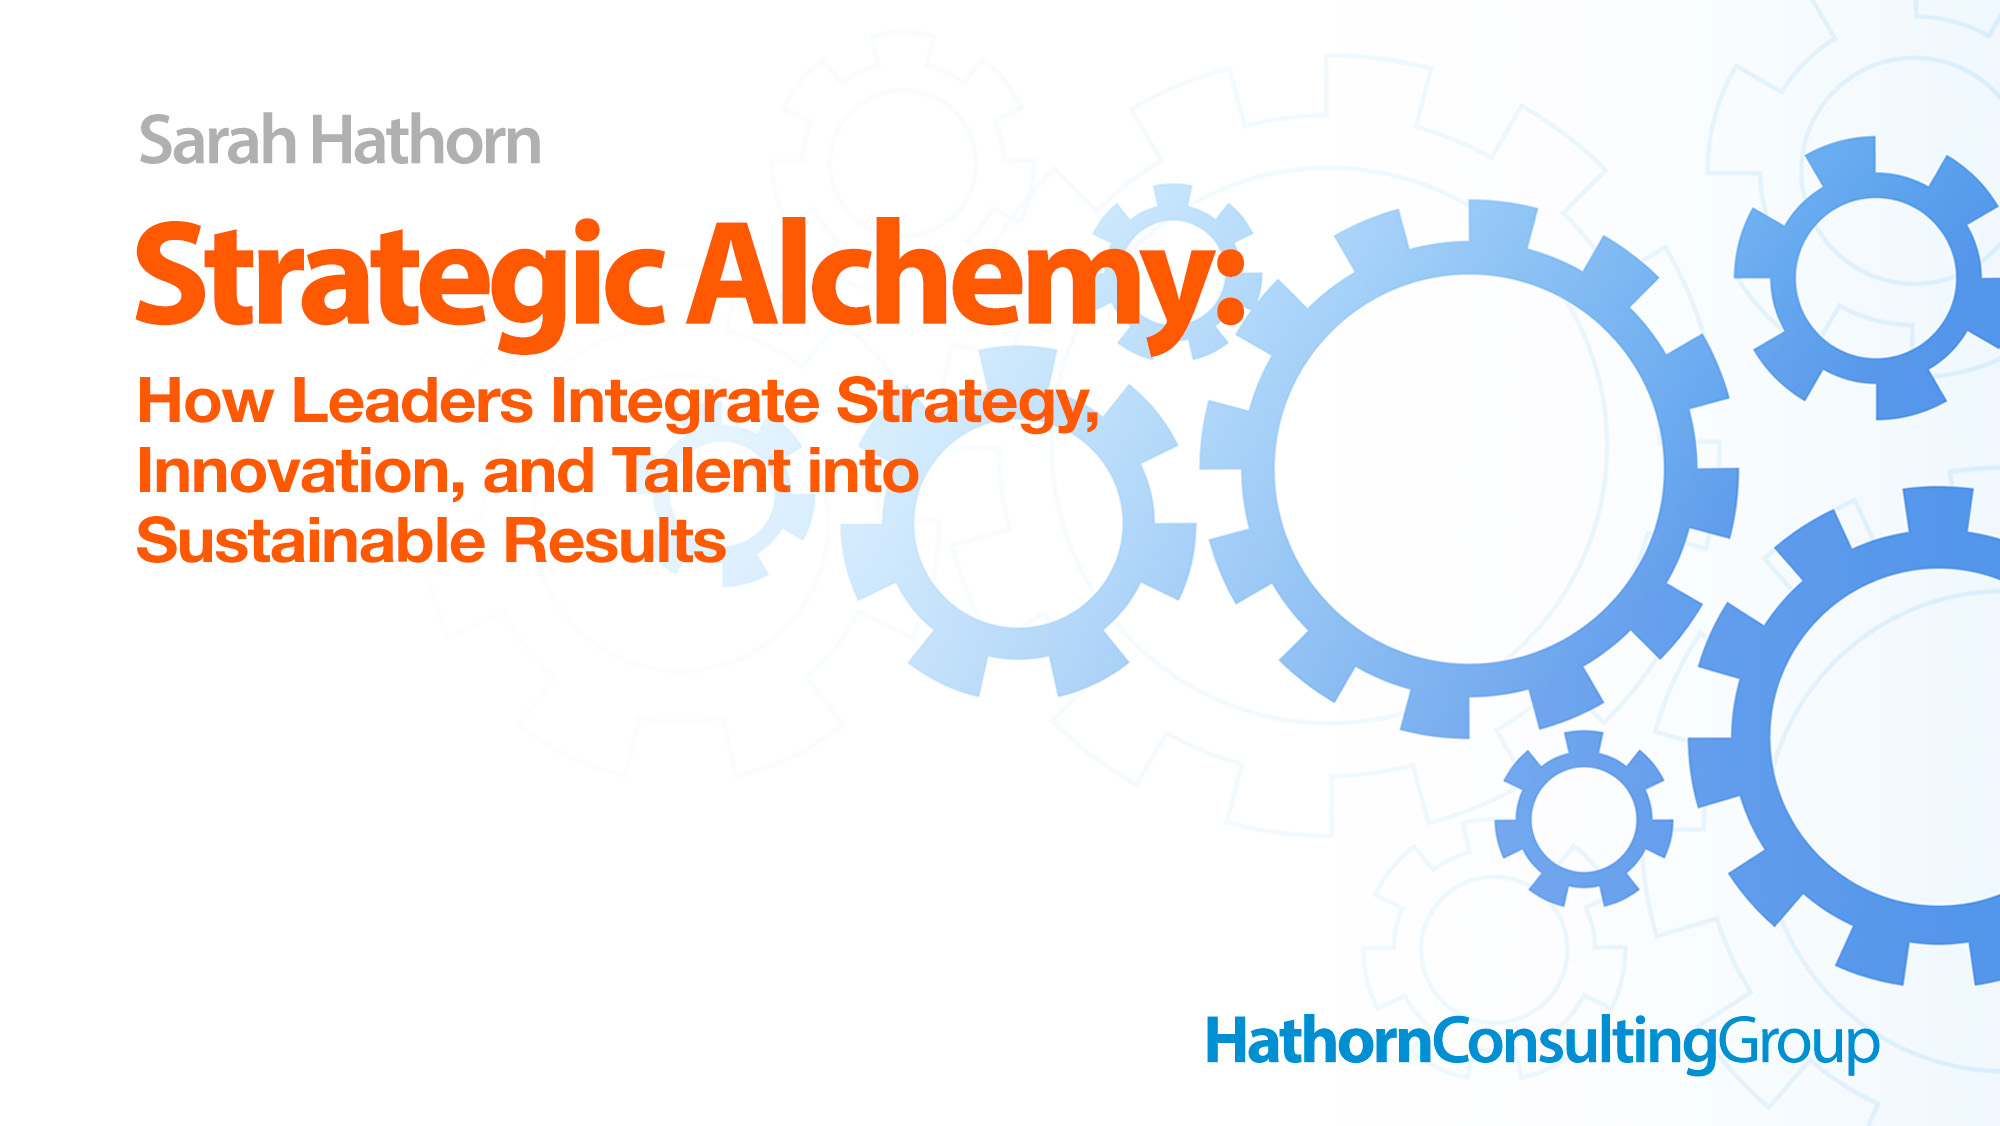 Sarah Hathorn
Strategic Alchemy:
How Leaders Integrate Strategy,
Innovation, and Talent into
Sustainable Results
HathornConsultingGroup